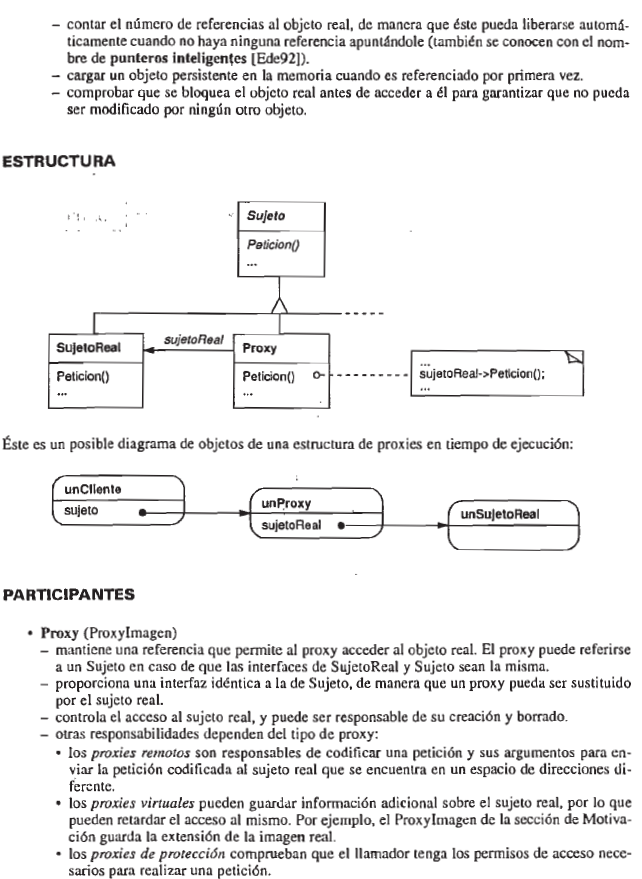 – contar el número de referencias al objeto real, de manera que éste pueda liberarse automá-
ticamente cuando no haya ninguna referencia apuntándole (también se conocen con el nom-
bre de punteros inteligentes [Ede92]).
– cargar un objeto persistente en la memoria cuando es referenciado por primera vez.
– comprobar que se bloquea el objeto real antes de acceder a él para garantizar que no pueda
ser modificado por ningún otro objeto.
ESTRUCTURA
Sujeto
Peticion()
...
SujetoReal
Peticion()
...
sujetoReal
Proxy
Peticion()
...
...
sujetoReal->Peticion();
...
Éste es un posible diagrama de objetos de una estructura de proxies en tiempo de ejecución:
unCliente
sujeto
unProxy
sujetoReal
unSujetoReal
PARTICIPANTES
• Proxy (ProxyImagen)
– mantiene una referencia que permite al proxy acceder al objeto real. El proxy puede referirse
a un Sujeto en caso de que las interfaces de SujetoReal y Sujeto sean la misma.
– proporciona una interfaz idéntica a la de Sujeto, de manera que un proxy pueda ser sustituido
por el sujeto real.
– controla el acceso al sujeto real, y puede ser responsable de su creación y borrado.
– otras responsabilidades dependen del tipo de proxy:
• los proxies remotos son responsables de codificar una petición y sus argumentos para en-
viar la petición codificada al sujeto real que se encuentra en un espacio de direcciones di-
ferente.
• los proxies virtuales pueden guardar información adicional sobre el sujeto real, por lo que
pueden retardar el acceso al mismo. Por ejemplo, el ProxyImagen de la sección de Motiva-
ción guarda la extensión de la imagen real.
• los proxies de protección comprueban que el llamador tenga los permisos de acceso nece-
sarios para realizar una petición.